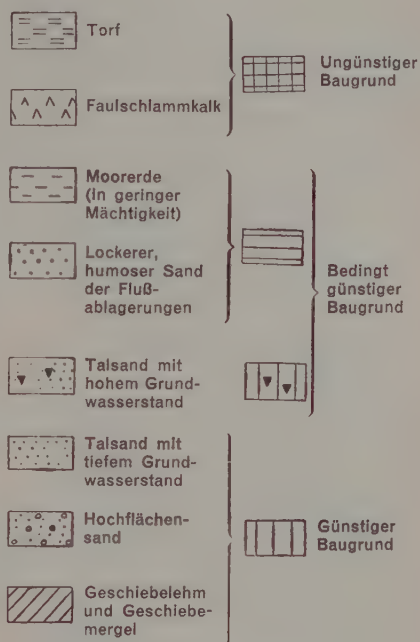 Torf
Faulschlammkalk
Ungünstiger
Baugrund
Moorerde
(in geringer
Mächtigkeit)
Lockerer,
humoser Sand
der Fluß-
ablagerungen
Talsand mit
hohem Grund-
wasserstand
Bedingt
günstiger
Baugrund
Talsand mit
tiefem Grund-
wasserstand
Hochflächen-
sand
Geschiebelehm
und Geschiebe-
mergel
Günstiger
Baugrund